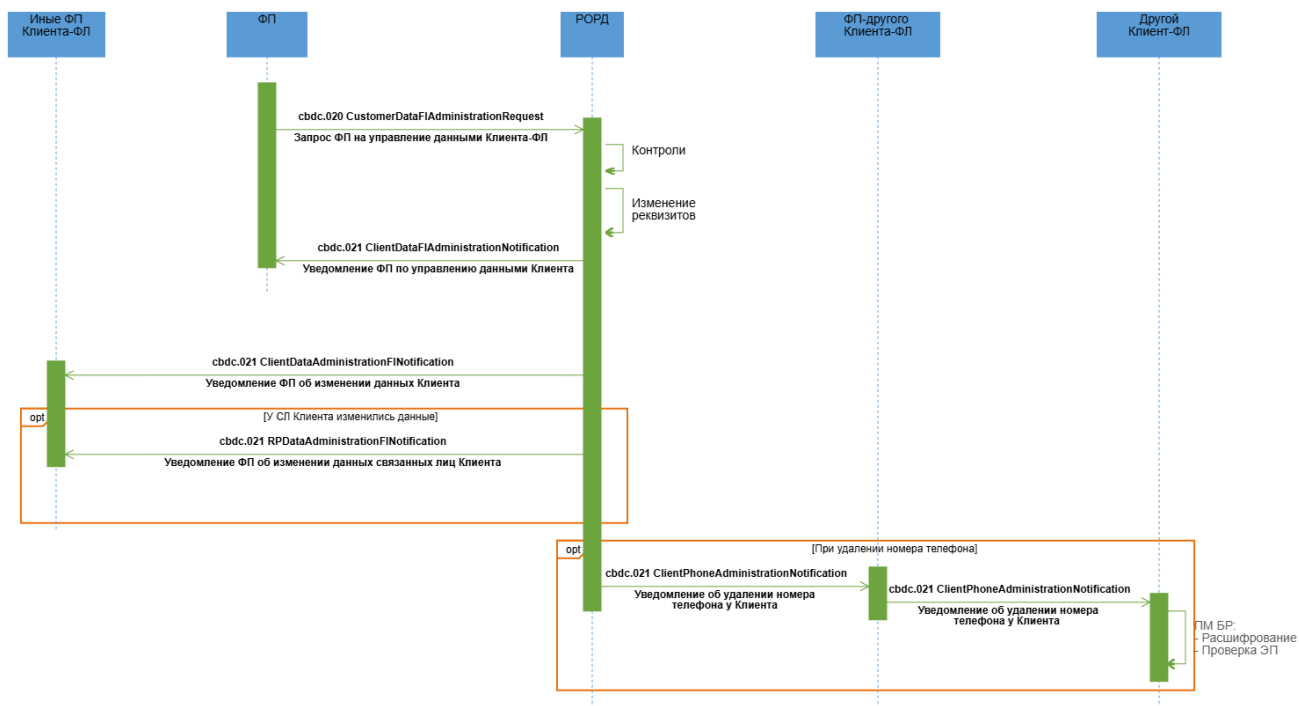 Иные ФП
Клиента-ФЛ
ФП
РОРД
ФП-другого
Клиента-ФЛ
Другой
Клиент-ФЛ
cbdc.020 CustomerDataFIAdministrationRequest
Запрос ФП на управление данными Клиента-ФЛ
Контроли
Изменение
реквизитов
cbdc.021 ClientDataFIAdministrationNotification
Уведомление ФП по управлению данными Клиента
cbdc.021 ClientDataAdministrationFINotification
Уведомление ФП об изменении данных Клиента
opt
[У СЛ Клиента изменились данные]
cbdc.021 RPDataAdministrationFINotification
Уведомление ФП об изменении данных связанных лиц Клиента
opt
[При удалении номера телефона]
cbdc.021 ClientPhoneAdministrationNotification
Уведомление об удалении номера
телефона у Клиента
cbdc.021 ClientPhoneAdministrationNotification
Уведомление об удалении номера
телефона у Клиента
ПМ БР:
- Расшифрование
- Проверка ЭП